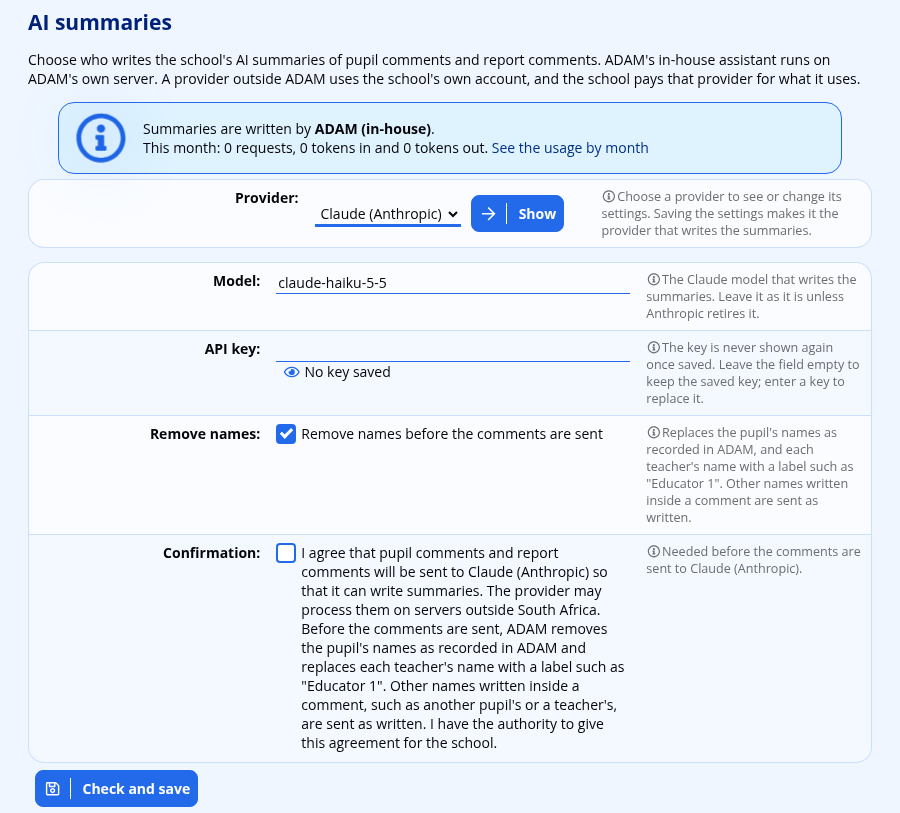 AI summaries
Choose who writes the school's AI summaries of pupil comments and report comments. ADAM's in-house assistant runs on
ADAM's own server. A provider outside ADAM uses the school's own account, and the school pays that provider for what it uses.
Summaries are written by ADAM (in-house).
This month: 0 requests, 0 tokens in and 0 tokens out. See the usage by month
Provider:
Claude (Anthropic)
Show
Choose a provider to see or change its
settings. Saving the settings makes it the
provider that writes the summaries.
Model:
claude-haiku-5-5
The Claude model that writes the
summaries. Leave it as it is unless
Anthropic retires it.
API key:
No key saved
The key is never shown again
once saved. Leave the field empty to
keep the saved key; enter a key to
replace it.
Remove names:
Remove names before the comments are sent
Replaces the pupil's names as
recorded in ADAM, and each
teacher's name with a label such as
"Educator 1". Other names written
inside a comment are sent as
written.
Confirmation:
I agree that pupil comments and report
comments will be sent to Claude (Anthropic) so
that it can write summaries. The provider may
process them on servers outside South Africa.
Before the comments are sent, ADAM removes
the pupil's names as recorded in ADAM and
replaces each teacher's name with a label such as
"Educator 1". Other names written inside a
comment, such as another pupil's or a teacher's,
are sent as written. I have the authority to give
this agreement for the school.
Needed before the comments are
sent to Claude (Anthropic).
Check and save